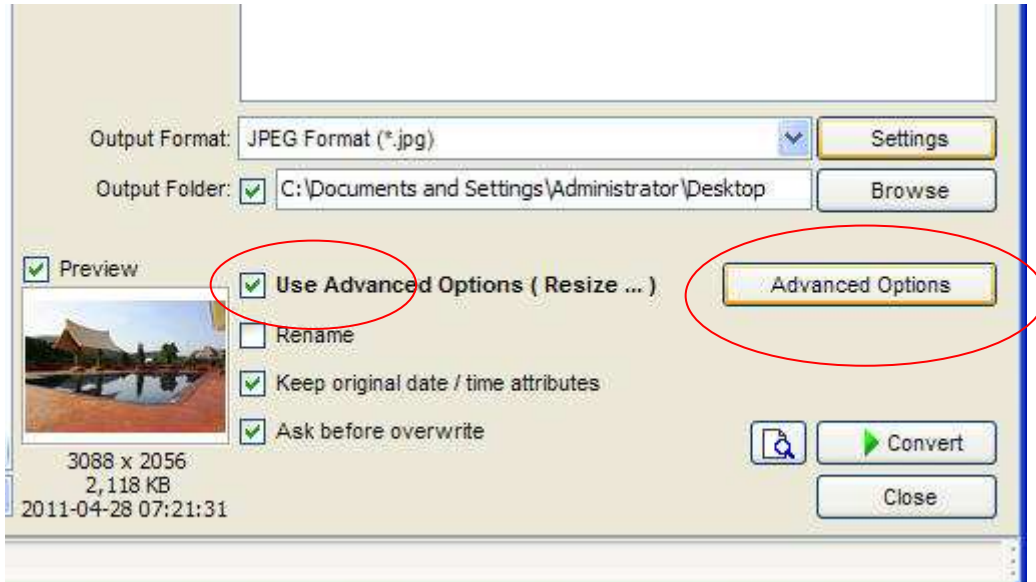 Output Format: JPEG Format (*.jpg) Settings
Output Folder: C:\Documents and Settings\Administrator\Desktop Browse
Preview
Use Advanced Options ( Resize ... ) Advanced Options
Rename
Keep original date / time attributes
Ask before overwrite
Convert
3088 x 2056
2,118 KB
Close
2011-04-28 07:21:31